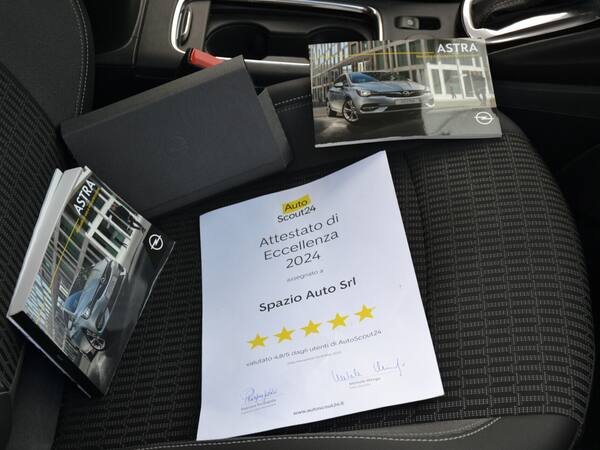 ASTRA
ASTRA
Auto
Scout24
Attestato di
Eccellenza
2024
assegnato a
Spazio Auto Srl
valutato 4,8/5 dagli utenti di AutoScout24
www.autoscout24.it